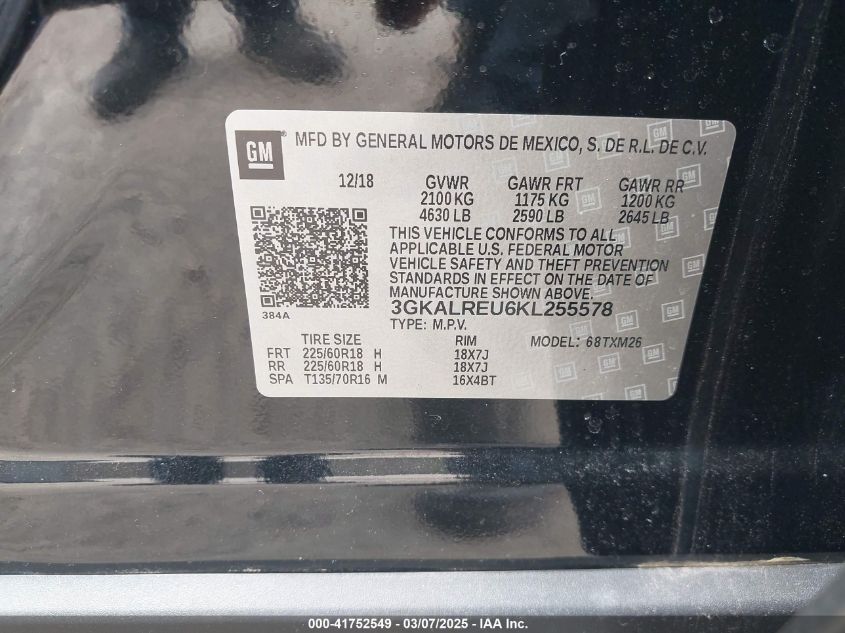 GM ® MFD BY GENERAL MOTORS DE MEXICO, S. DE R.L. DE C.V.
12/18 GVWR GAWR FRT GAWR RR
2100 KG 1175 KG 1200 KG
4630 LB 2590 LB 2645 LB
THIS VEHICLE CONFORMS TO ALL
APPLICABLE U.S. FEDERAL MOTOR
VEHICLE SAFETY AND THEFT PREVENTION
STANDARDS IN EFFECT ON THE DATE OF
MANUFACTURE SHOWN ABOVE.
384A
3GKALREU6KL255578
TYPE: M.P.V. MODEL: 68TXM26
TIRE SIZE RIM
FRT 225/60R18 H 18X7J
RR 225/60R18 H 18X7J
SPA T135/70R16 M 16X4BT
000-41752549 - 03/07/2025 - IAA Inc.